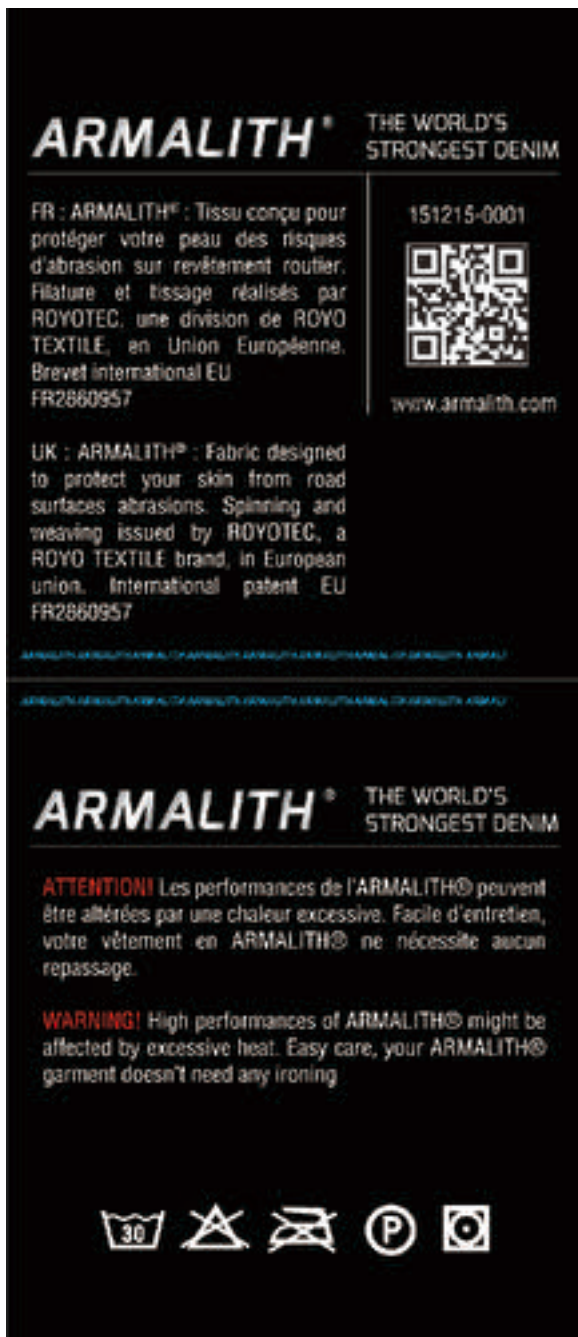 ARMALITH®
THE WORLD'S
STRONGEST DENIM
FR : ARMALITH® : Tissu conçu pour
protéger votre peau des risques
d'abrasion sur revêtement routier.
Filature et tissage réalisés par
ROYOTEC, une division de ROYO
TEXTILE, en Union Européenne.
Brevet international EU
FR2860957
151215-0001
www.armalith.com
UK : ARMALITH® : Fabric designed
to protect your skin from road
surfaces abrasions. Spinning and
weaving issued by ROYOTEC, a
ROYO TEXTILE brand, in European
union. International patent EU
FR2860957
ARMALITH®
THE WORLD'S
STRONGEST DENIM
ATTENTION! Les performances de l'ARMALITH® peuvent
être altérées par une chaleur excessive. Facile d'entretien,
votre vêtement en ARMALITH® ne nécessite aucun
repassage.
WARNING! High performances of ARMALITH® might be
affected by excessive heat. Easy care, your ARMALITH®
garment doesn't need any ironing
30
P